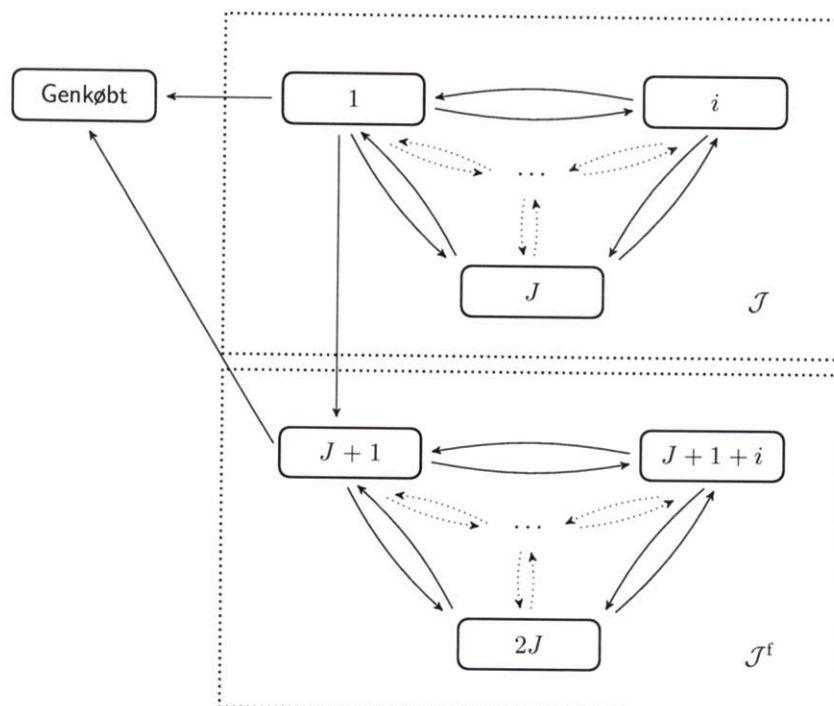 Genkøbt
1
i
...
J
𝒥
J + 1
J + 1 + i
...
2J
𝒥^f